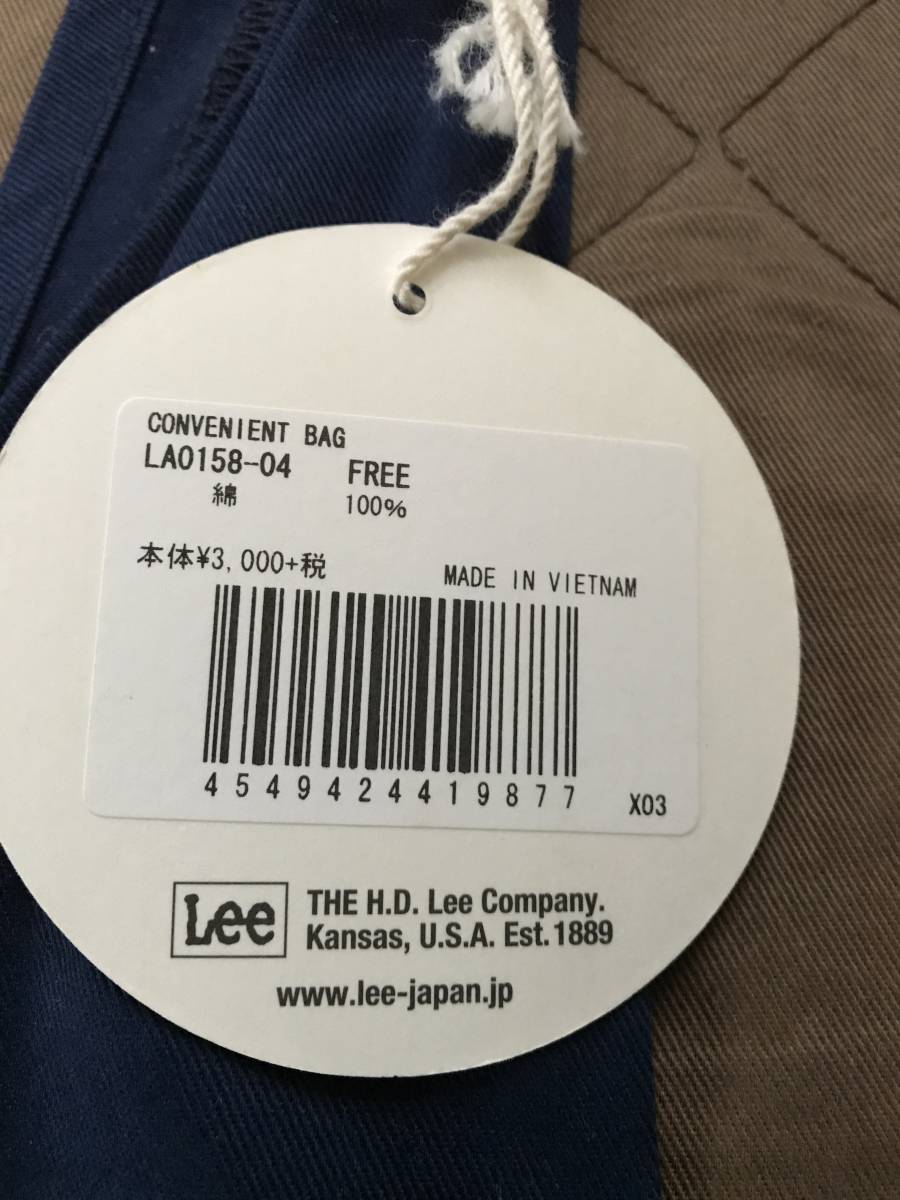 CONVENIENT BAG
LA0158-04 FREE
綿 100%
本体¥3,000+税
MADE IN VIETNAM
4549424419877
X03
Lee THE H.D. Lee Company.
Kansas, U.S.A. Est.1889
www.lee-japan.jp